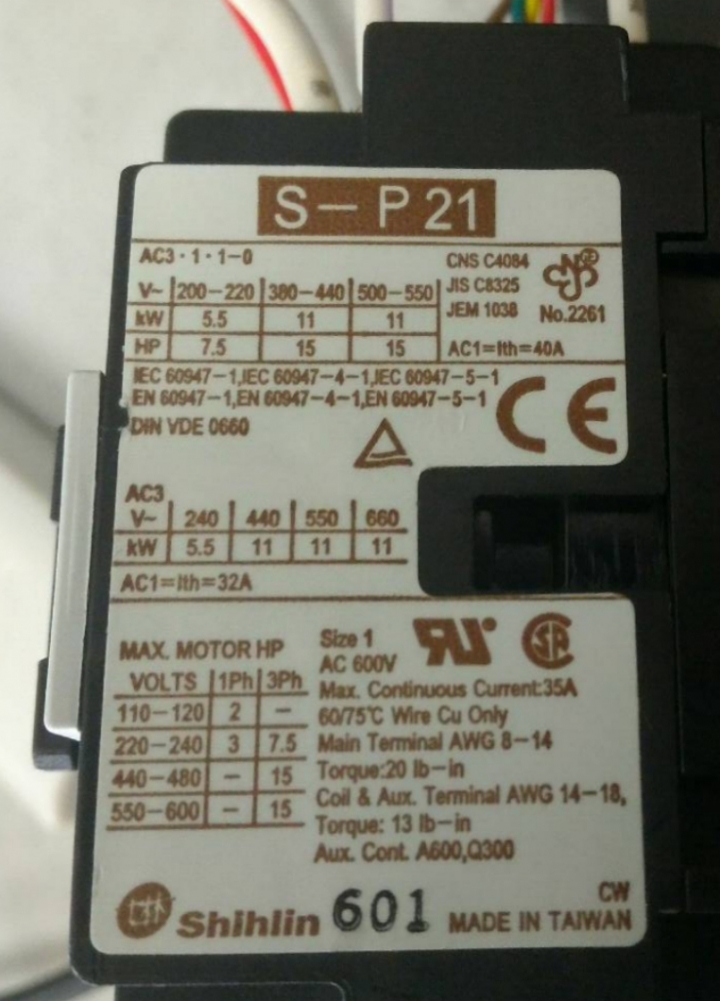 S-P 21
AC3·1·1-0
CNS C4084
JIS C8325
JEM 1038
No.2261
V~ 200-220 380-440 500-550
kW 5.5 11 11
HP 7.5 15 15
AC1=Ith=40A
IEC 60947-1,IEC 60947-4-1,IEC 60947-5-1
EN 60947-1,EN 60947-4-1,EN 60947-5-1
DIN VDE 0660
CE
AC3
V~ 240 440 550 660
kW 5.5 11 11 11
AC1=Ith=32A
MAX. MOTOR HP
VOLTS 1Ph 3Ph
110-120 2 -
220-240 3 7.5
440-480 - 15
550-600 - 15
Size 1
AC 600V
Max. Continuous Current:35A
60/75℃ Wire Cu Only
Main Terminal AWG 8-14
Torque:20 lb-in
Coil & Aux. Terminal AWG 14-18,
Torque: 13 lb-in
Aux. Cont. A600,Q300
Shihlin 601
CW
MADE IN TAIWAN